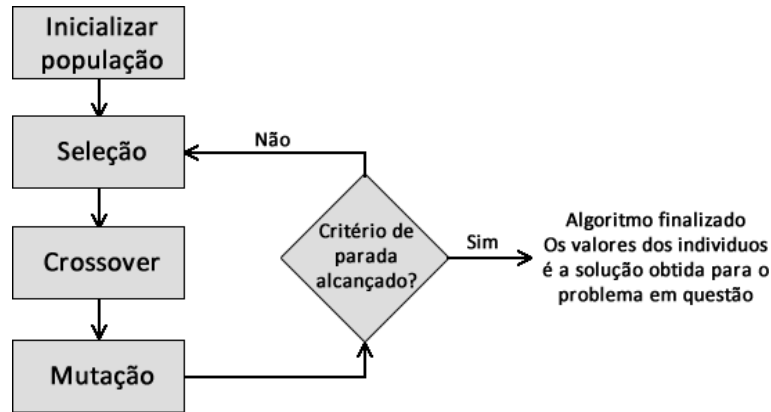 Inicializar
população
Seleção
Não
Crossover
Critério de
parada
alcançado?
Sim
Algoritmo finalizado
Os valores dos individuos
é a solução obtida para o
problema em questão
Mutação